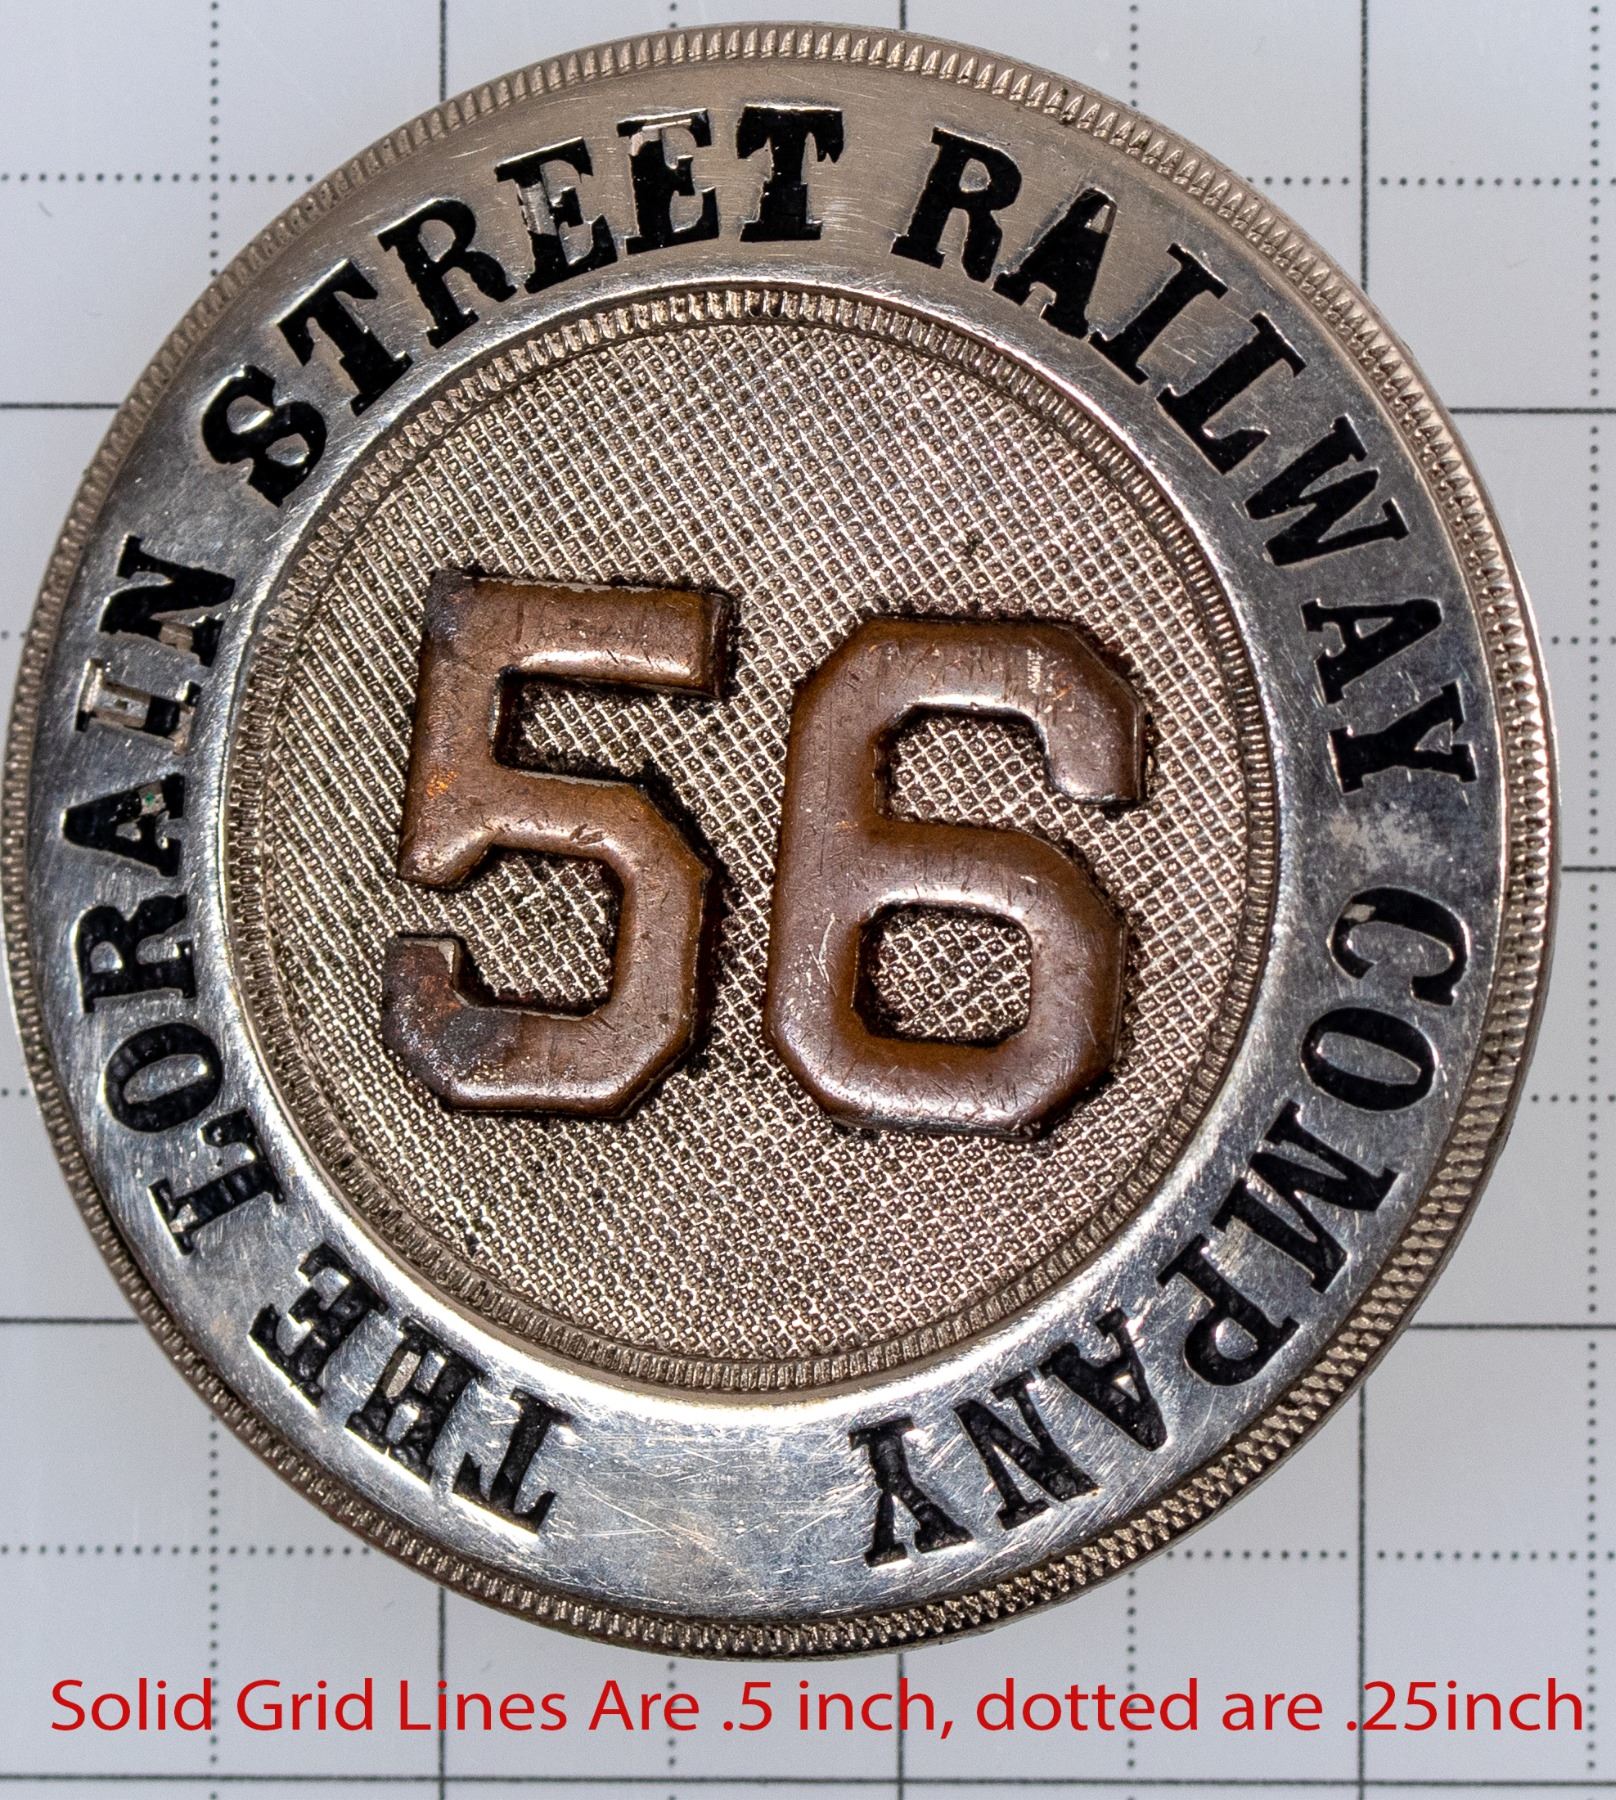 THE LORAIN STREET RAILWAY COMPANY
56
Solid Grid Lines Are .5 inch, dotted are .25inch